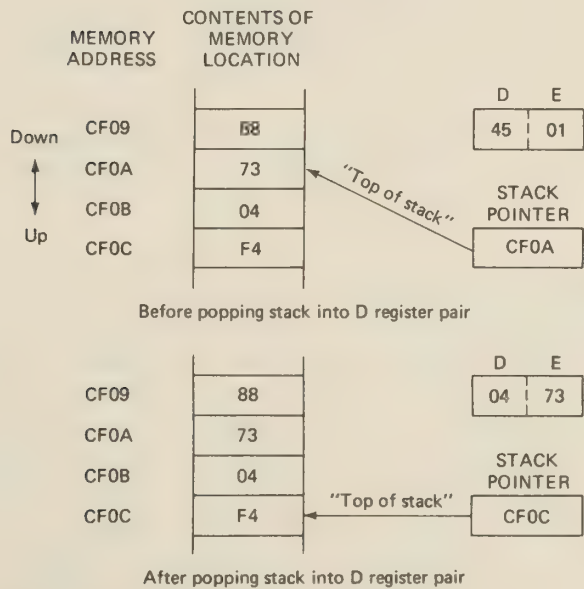 CONTENTS OF
MEMORY
LOCATION
MEMORY
ADDRESS
D E
Down
CF09
45 01
CF0A 73
"Top of stack"
STACK
POINTER
CF0B 04
Up
CF0C F4
CF0A
Before popping stack into D register pair
D E
CF09 88
04 73
CF0A 73
STACK
POINTER
CF0B 04
"Top of stack"
CF0C F4
CF0C
After popping stack into D register pair